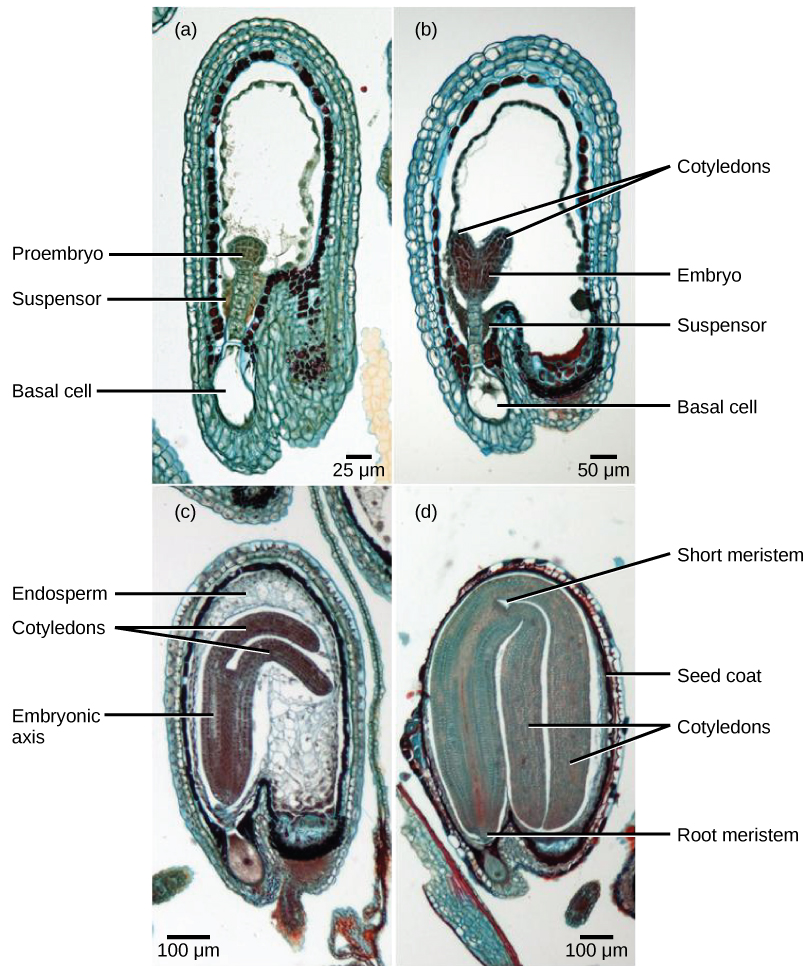 (a)
Proembryo
Suspensor
Basal cell
25 µm
(b)
Cotyledons
Embryo
Suspensor
Basal cell
50 µm
(c)
Endosperm
Cotyledons
Embryonic
axis
100 µm
(d)
Short meristem
Seed coat
Cotyledons
Root meristem
100 µm